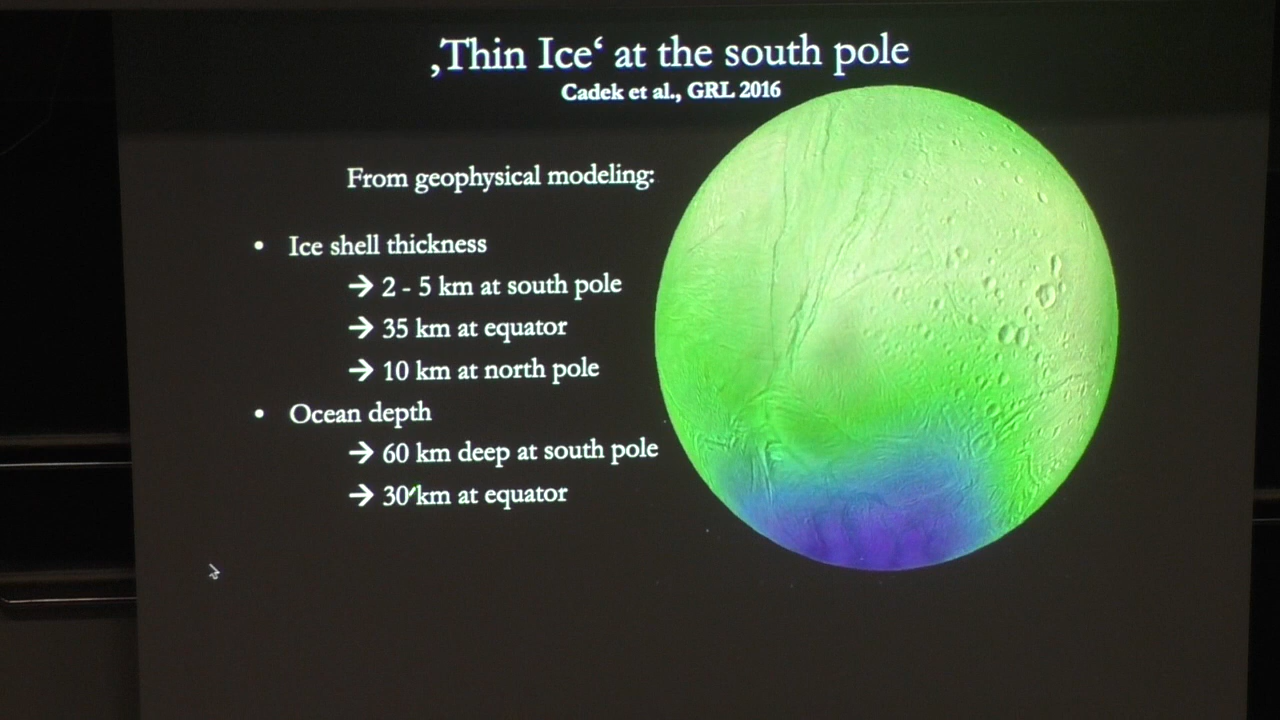 ‚Thin Ice‘ at the south pole
Cadek et al., GRL 2016
From geophysical modeling:
• Ice shell thickness
→ 2 - 5 km at south pole
→ 35 km at equator
→ 10 km at north pole
• Ocean depth
→ 60 km deep at south pole
→ 30 km at equator